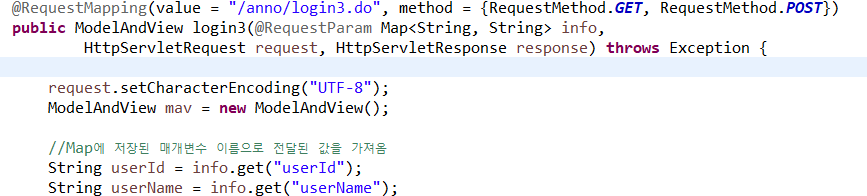 @RequestMapping(value = "/anno/login3.do", method = {RequestMethod.GET, RequestMethod.POST})
public ModelAndView login3(@RequestParam Map<String, String> info,
HttpServletRequest request, HttpServletResponse response) throws Exception {
request.setCharacterEncoding("UTF-8");
ModelAndView mav = new ModelAndView();
//Map에 저장된 매개변수 이름으로 전달된 값을 가져옴
String userId = info.get("userId");
String userName = info.get("userName");